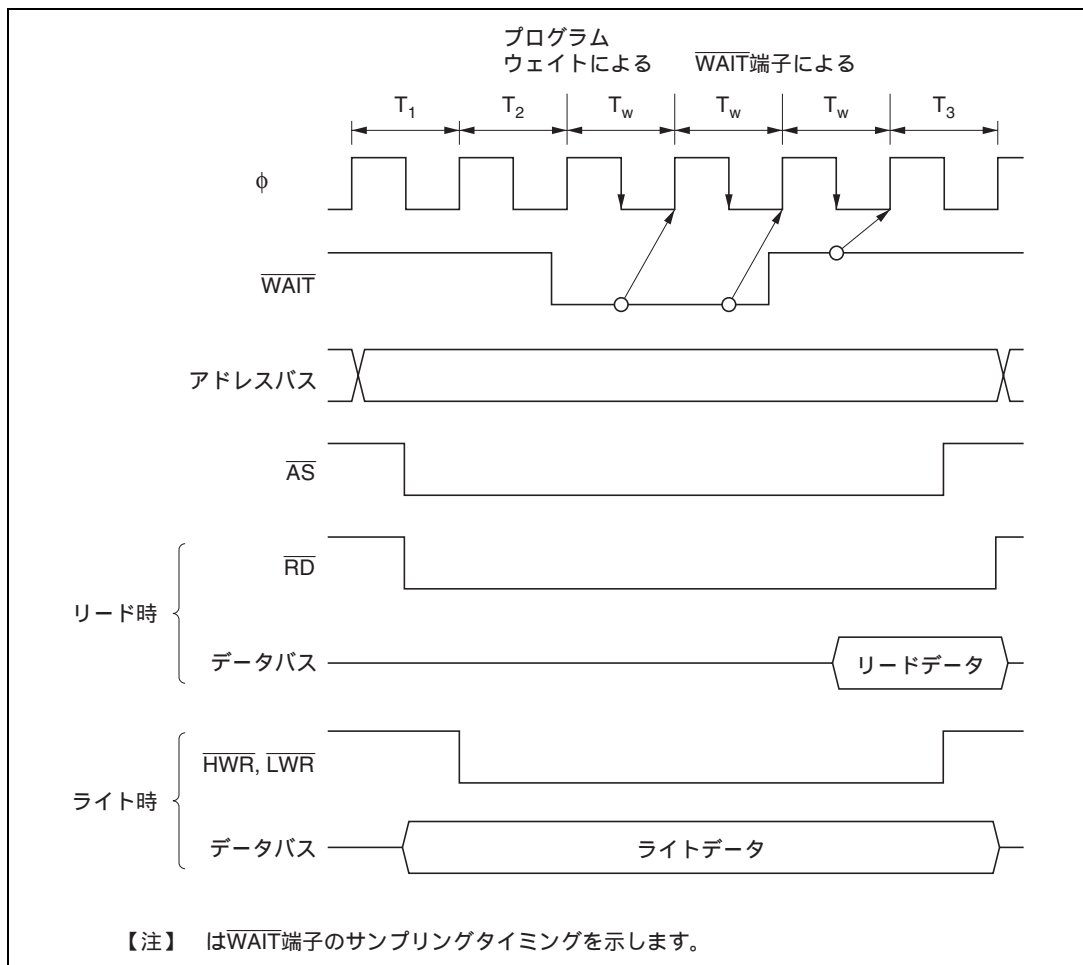 プログラム
ウェイトによる WAIT端子による
T1 T2 Tw Tw Tw T3
φ
WAIT
アドレスバス
AS
RD
リード時
データバス リードデータ
HWR, LWR
ライト時
データバス ライトデータ
【注】 はWAIT端子のサンプリングタイミングを示します。